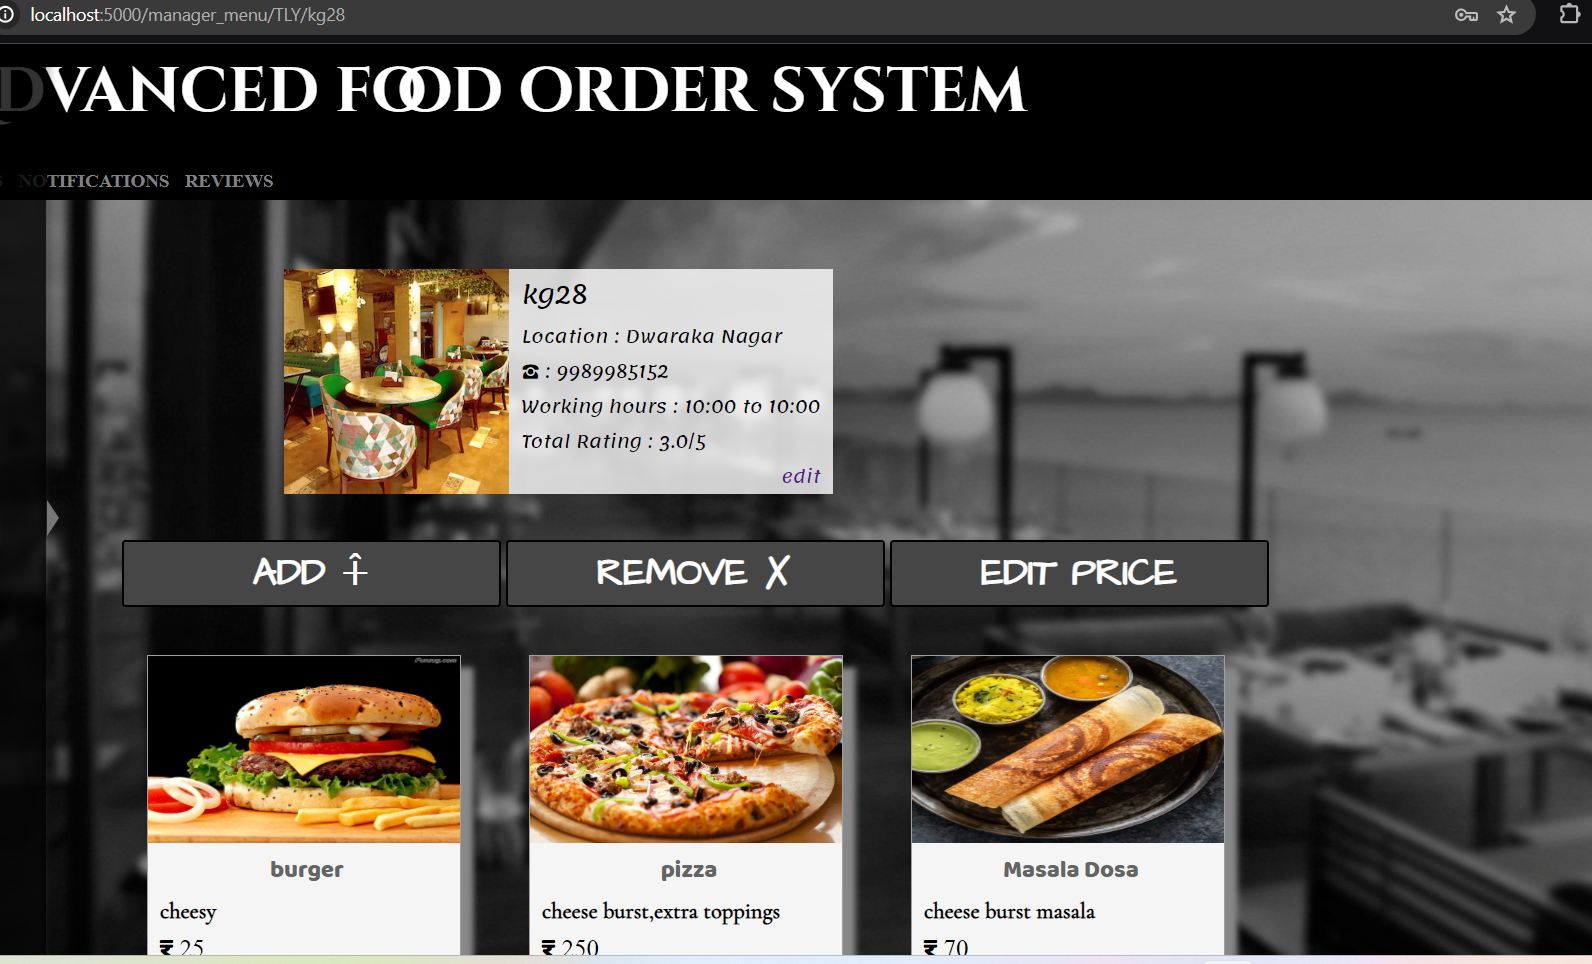 localhost:5000/manager_menu/TLY/kg28
DVANCED FOOD ORDER SYSTEM
S NOTIFICATIONS REVIEWS
kg28
Location : Dwaraka Nagar
☎ : 9989985152
Working hours : 10:00 to 10:00
Total Rating : 3.0/5
edit
ADD
REMOVE X
EDIT PRICE
burger
cheesy
₹ 25
pizza
cheese burst,extra toppings
₹ 250
Masala Dosa
cheese burst masala
₹ 70